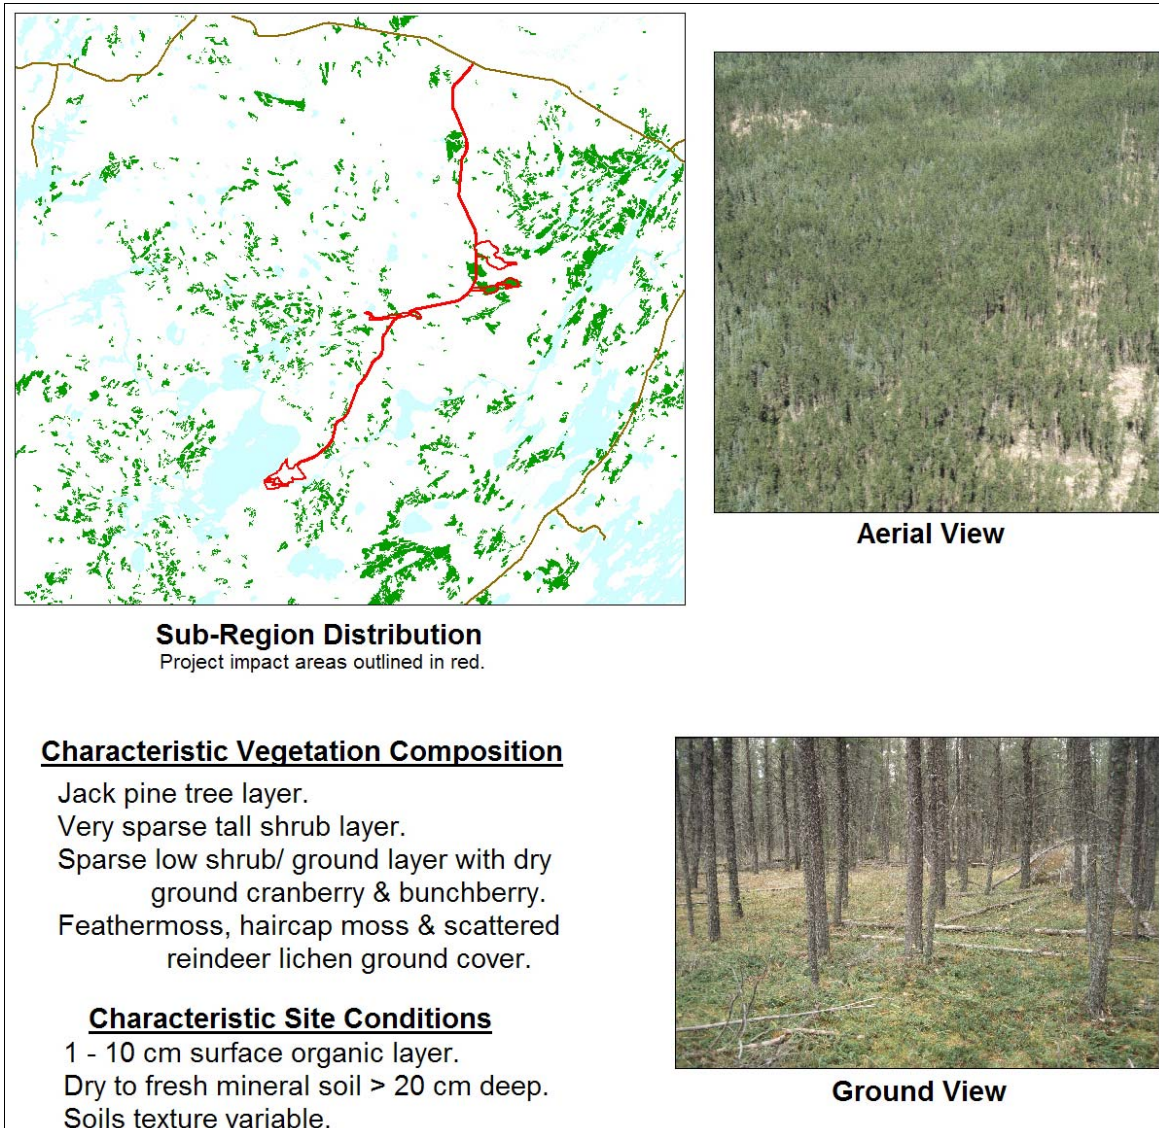 Sub-Region Distribution
Project impact areas outlined in red.
Aerial View
Characteristic Vegetation Composition
Jack pine tree layer.
Very sparse tall shrub layer.
Sparse low shrub/ ground layer with dry
ground cranberry & bunchberry.
Feathermoss, haircap moss & scattered
reindeer lichen ground cover.
Characteristic Site Conditions
1 - 10 cm surface organic layer.
Dry to fresh mineral soil > 20 cm deep.
Soils texture variable.
Ground View